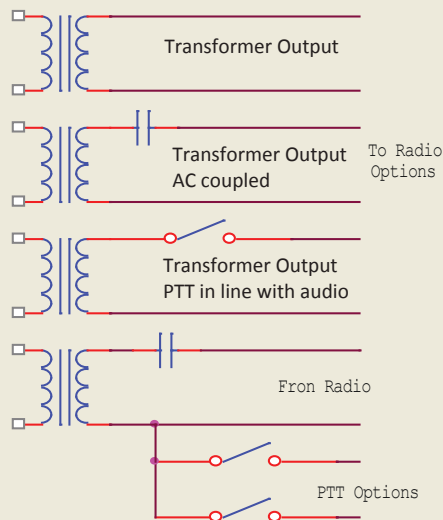 Transformer Output
Transformer Output
AC coupled
To Radio
Options
Transformer Output
PTT in line with audio
Fron Radio
PTT Options